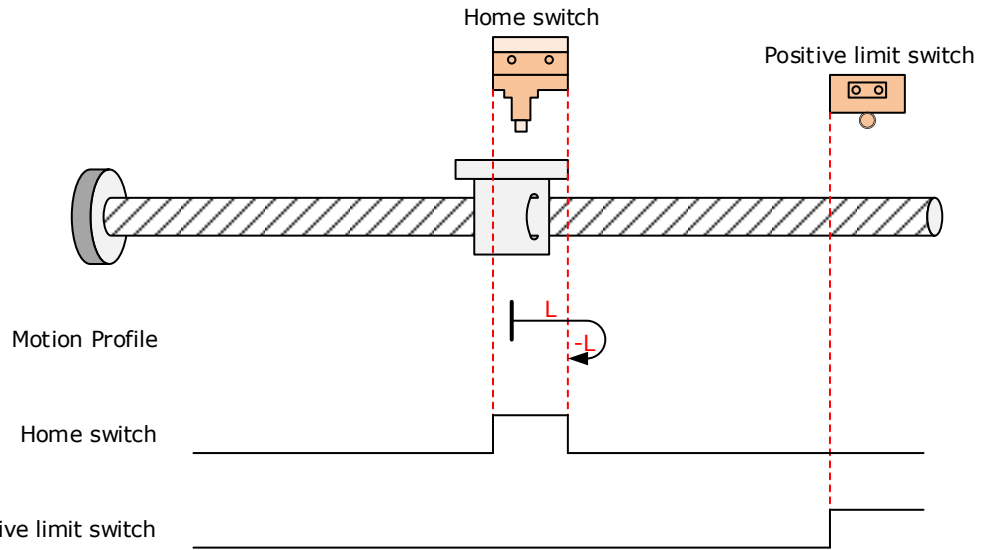 Home switch
Positive limit switch
L
Motion Profile
-L
Home switch
ive limit switch